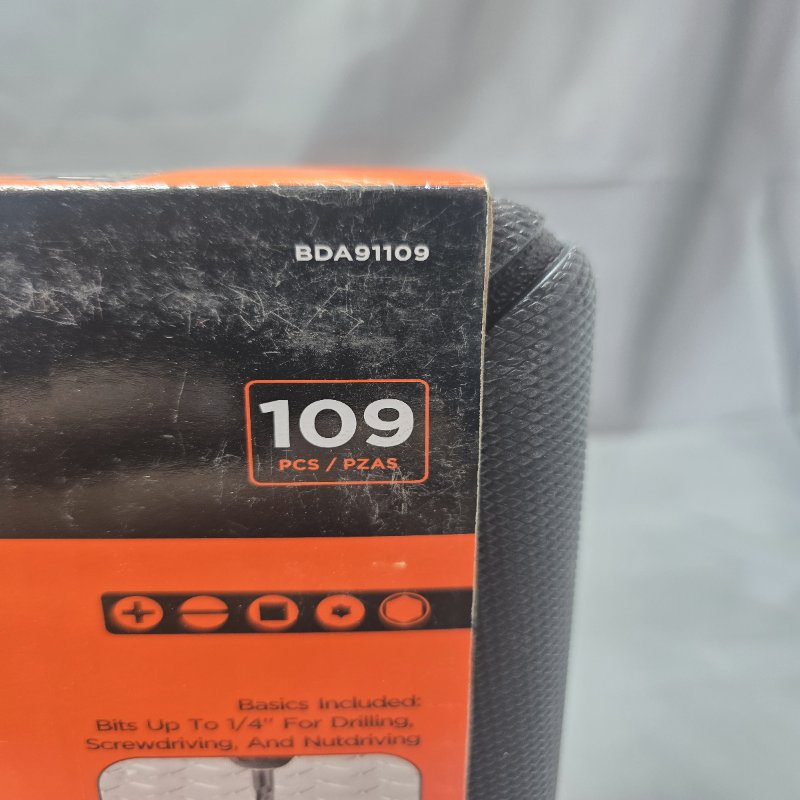 BDA91109
109
PCS / PZAS
Basics Included:
Bits Up To 1/4" For Drilling,
Screwdriving, And Nutdriving